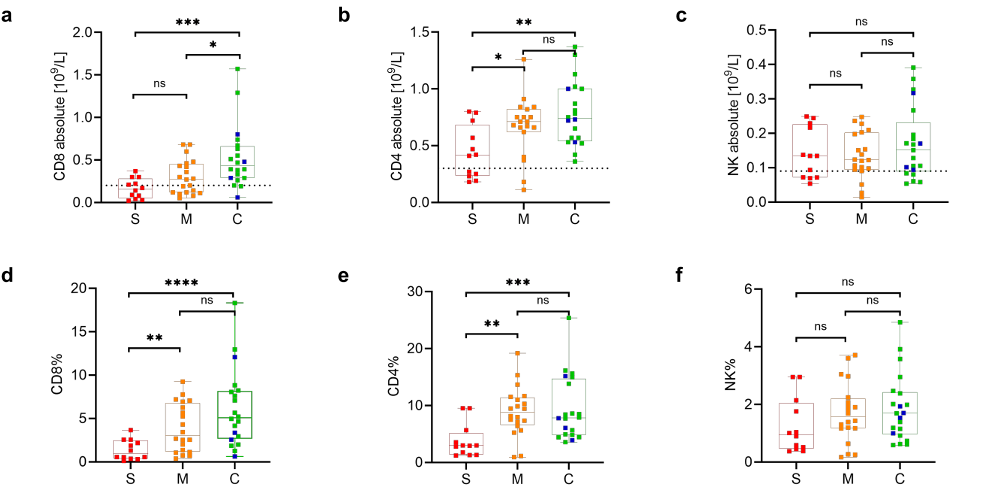 a
***
*
ns
CD8 absolute [10⁹/L]
2.0
1.5
1.0
0.5
0.0
S M C
b
**
ns
*
CD4 absolute [10⁹/L]
1.5
1.0
0.5
0.0
S M C
c
ns
ns
ns
NK absolute [10⁹/L]
0.5
0.4
0.3
0.2
0.1
0.0
S M C
d
****
ns
**
CD8%
20
15
10
5
0
S M C
e
***
ns
**
CD4%
30
20
10
0
S M C
f
ns
ns
ns
NK%
6
4
2
0
S M C